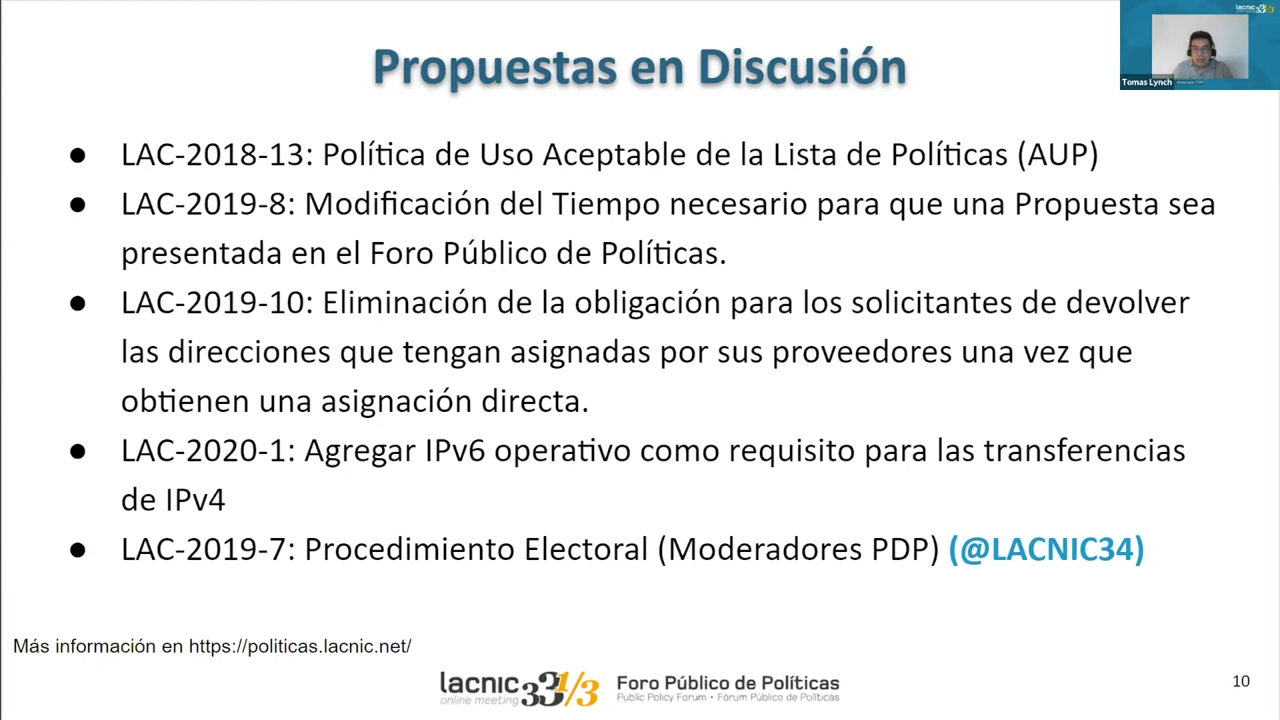 Propuestas en Discusión
lacnic 33 1/3
Tomas Lynch
● LAC-2018-13: Política de Uso Aceptable de la Lista de Políticas (AUP)
● LAC-2019-8: Modificación del Tiempo necesario para que una Propuesta sea
presentada en el Foro Público de Políticas.
● LAC-2019-10: Eliminación de la obligación para los solicitantes de devolver
las direcciones que tengan asignadas por sus proveedores una vez que
obtienen una asignación directa.
● LAC-2020-1: Agregar IPv6 operativo como requisito para las transferencias
de IPv4
● LAC-2019-7: Procedimiento Electoral (Moderadores PDP) (@LACNIC34)
Más información en https://politicas.lacnic.net/
lacnic 33 1/3
online meeting
Foro Público de Políticas
Public Policy Forum • Fórum Público de Políticas
10